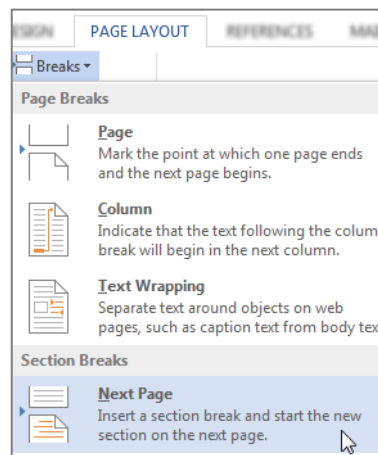 DESIGN PAGE LAYOUT REFERENCES
Breaks
Page Breaks
Page
Mark the point at which one page ends
and the next page begins.
Column
Indicate that the text following the colum
break will begin in the next column.
Text Wrapping
Separate text around objects on web
pages, such as caption text from body tex
Section Breaks
Next Page
Insert a section break and start the new
section on the next page.